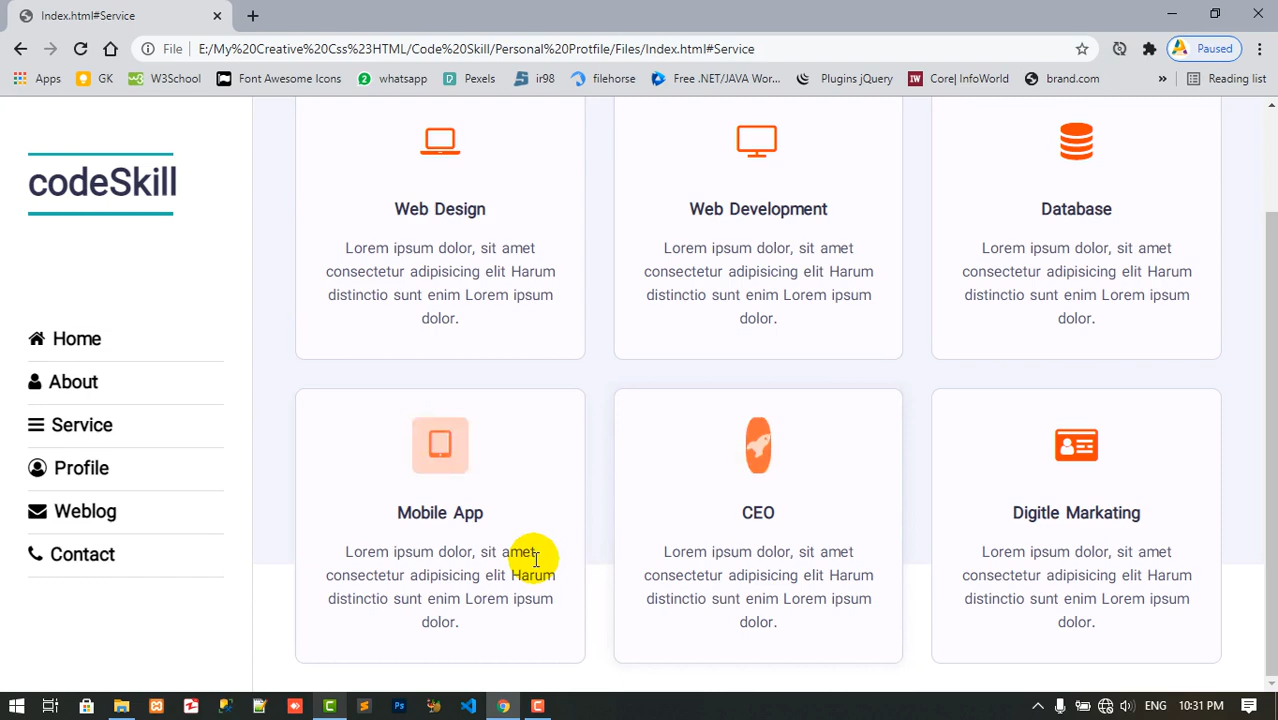 Index.html#Service
File
E:/My%20Creative%20Css%23HTML/Code%20Skill/Personal%20Protfile/Files/Index.html#Service
Paused
Apps
GK
W3School
Font Awesome Icons
2 whatsapp
Pexels
ir98
filehorse
Free .NET/JAVA Wor...
Plugins jQuery
IW Core] InfoWorld
brand.com
»
Reading list
codeSkill
Home
About
Service
Profile
Weblog
Contact
Web Design
Lorem ipsum dolor, sit amet
consectetur adipisicing elit Harum
distinctio sunt enim Lorem ipsum
dolor.
Web Development
Lorem ipsum dolor, sit amet
consectetur adipisicing elit Harum
distinctio sunt enim Lorem ipsum
dolor.
Database
Lorem ipsum dolor, sit amet
consectetur adipisicing elit Harum
distinctio sunt enim Lorem ipsum
dolor.
Mobile App
Lorem ipsum dolor, sit amet
consectetur adipisicing elit Harum
distinctio sunt enim Lorem ipsum
dolor.
CEO
Lorem ipsum dolor, sit amet
consectetur adipisicing elit Harum
distinctio sunt enim Lorem ipsum
dolor.
Digitle Markating
Lorem ipsum dolor, sit amet
consectetur adipisicing elit Harum
distinctio sunt enim Lorem ipsum
dolor.
ENG
10:31 PM